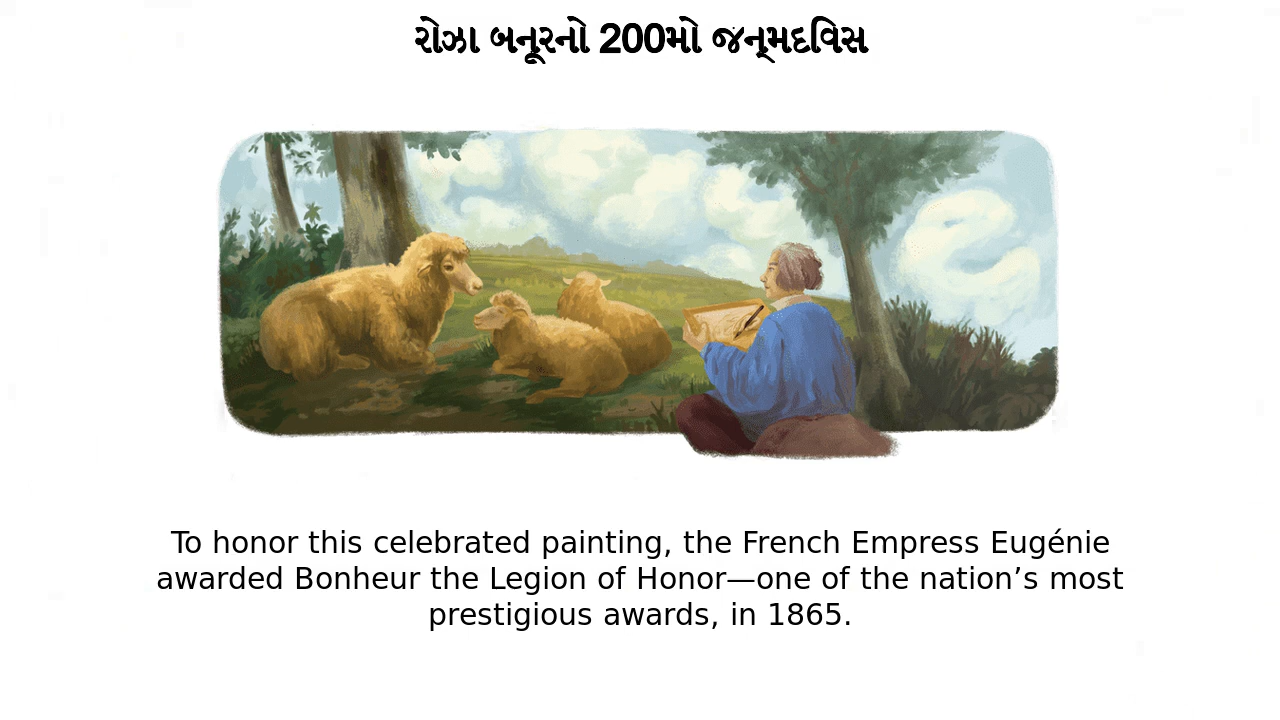 રોઝા બનૂરનો 200મો જન્મદિવસ
To honor this celebrated painting, the French Empress Eugénie
awarded Bonheur the Legion of Honor—one of the nation’s most
prestigious awards, in 1865.